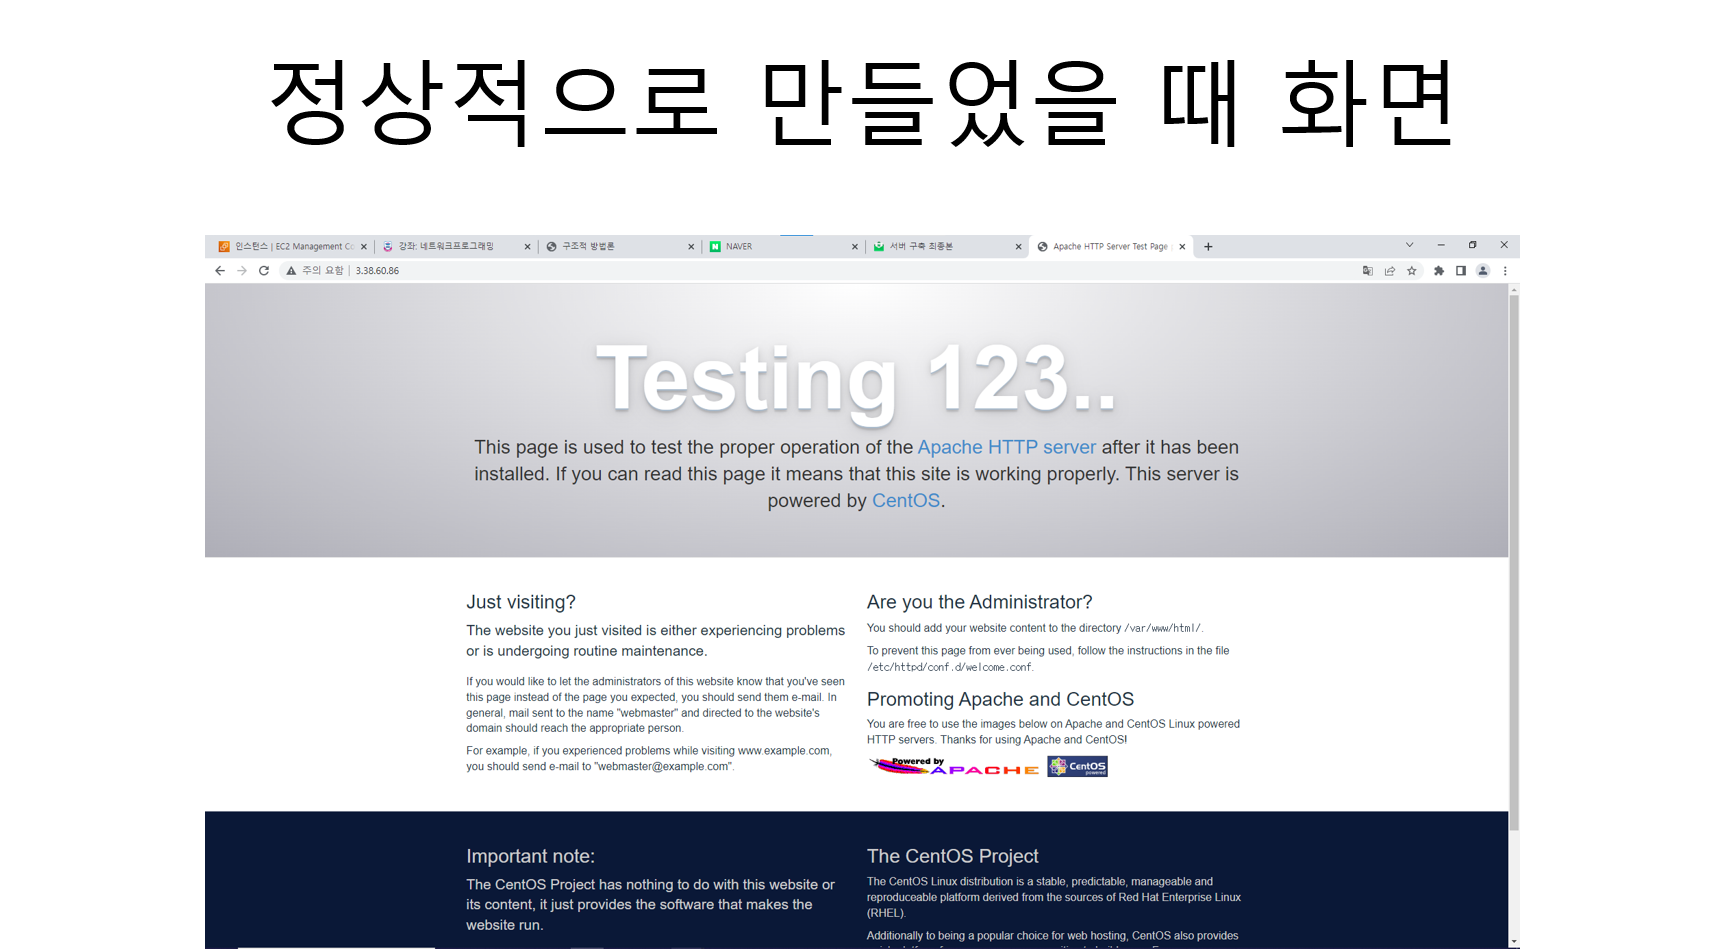 정상적으로 만들었을 때 화면
인스턴스 | EC2 Management Co
강좌: 네트워크프로그래밍
구조적 방법론
NAVER
서버 구축 최종본
Apache HTTP Server Test Page
주의 요함 | 3.38.60.86
Testing 123..
This page is used to test the proper operation of the Apache HTTP server after it has been
installed. If you can read this page it means that this site is working properly. This server is
powered by CentOS.
Just visiting?
The website you just visited is either experiencing problems
or is undergoing routine maintenance.
If you would like to let the administrators of this website know that you've seen
this page instead of the page you expected, you should send them e-mail. In
general, mail sent to the name "webmaster" and directed to the website's
domain should reach the appropriate person.
For example, if you experienced problems while visiting www.example.com,
you should send e-mail to "webmaster@example.com".
Are you the Administrator?
You should add your website content to the directory /var/www/html/.
To prevent this page from ever being used, follow the instructions in the file
/etc/httpd/conf.d/welcome.conf.
Promoting Apache and CentOS
You are free to use the images below on Apache and CentOS Linux powered
HTTP servers. Thanks for using Apache and CentOS!
Powered by
APACHE
CentOS
powered
Important note:
The CentOS Project has nothing to do with this website or
its content, it just provides the software that makes the
website run.
The CentOS Project
The CentOS Linux distribution is a stable, predictable, manageable and
reproduceable platform derived from the sources of Red Hat Enterprise Linux
(RHEL).
Additionally to being a popular choice for web hosting, CentOS also provides